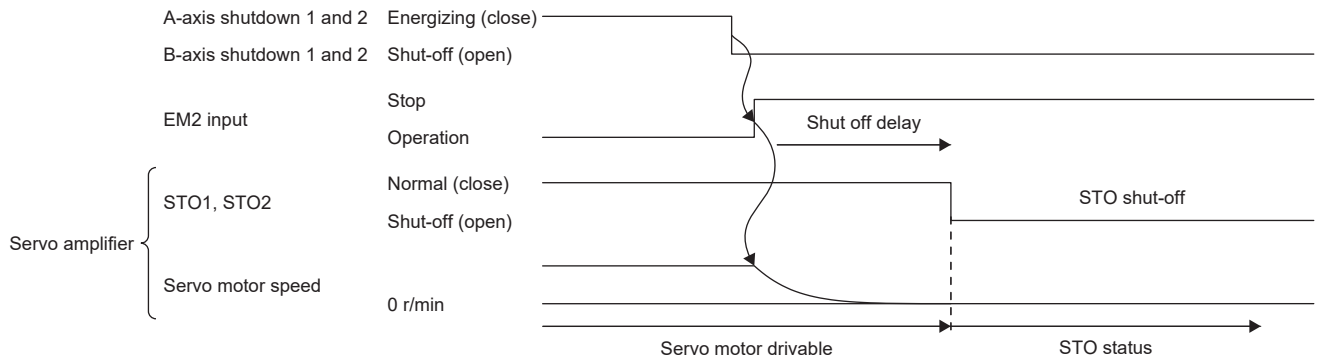 A-axis shutdown 1 and 2 Energizing (close)
B-axis shutdown 1 and 2 Shut-off (open)
EM2 input
Stop
Operation
Shut off delay
Servo amplifier
STO1, STO2
Normal (close)
Shut-off (open)
STO shut-off
Servo motor speed
0 r/min
Servo motor drivable
STO status